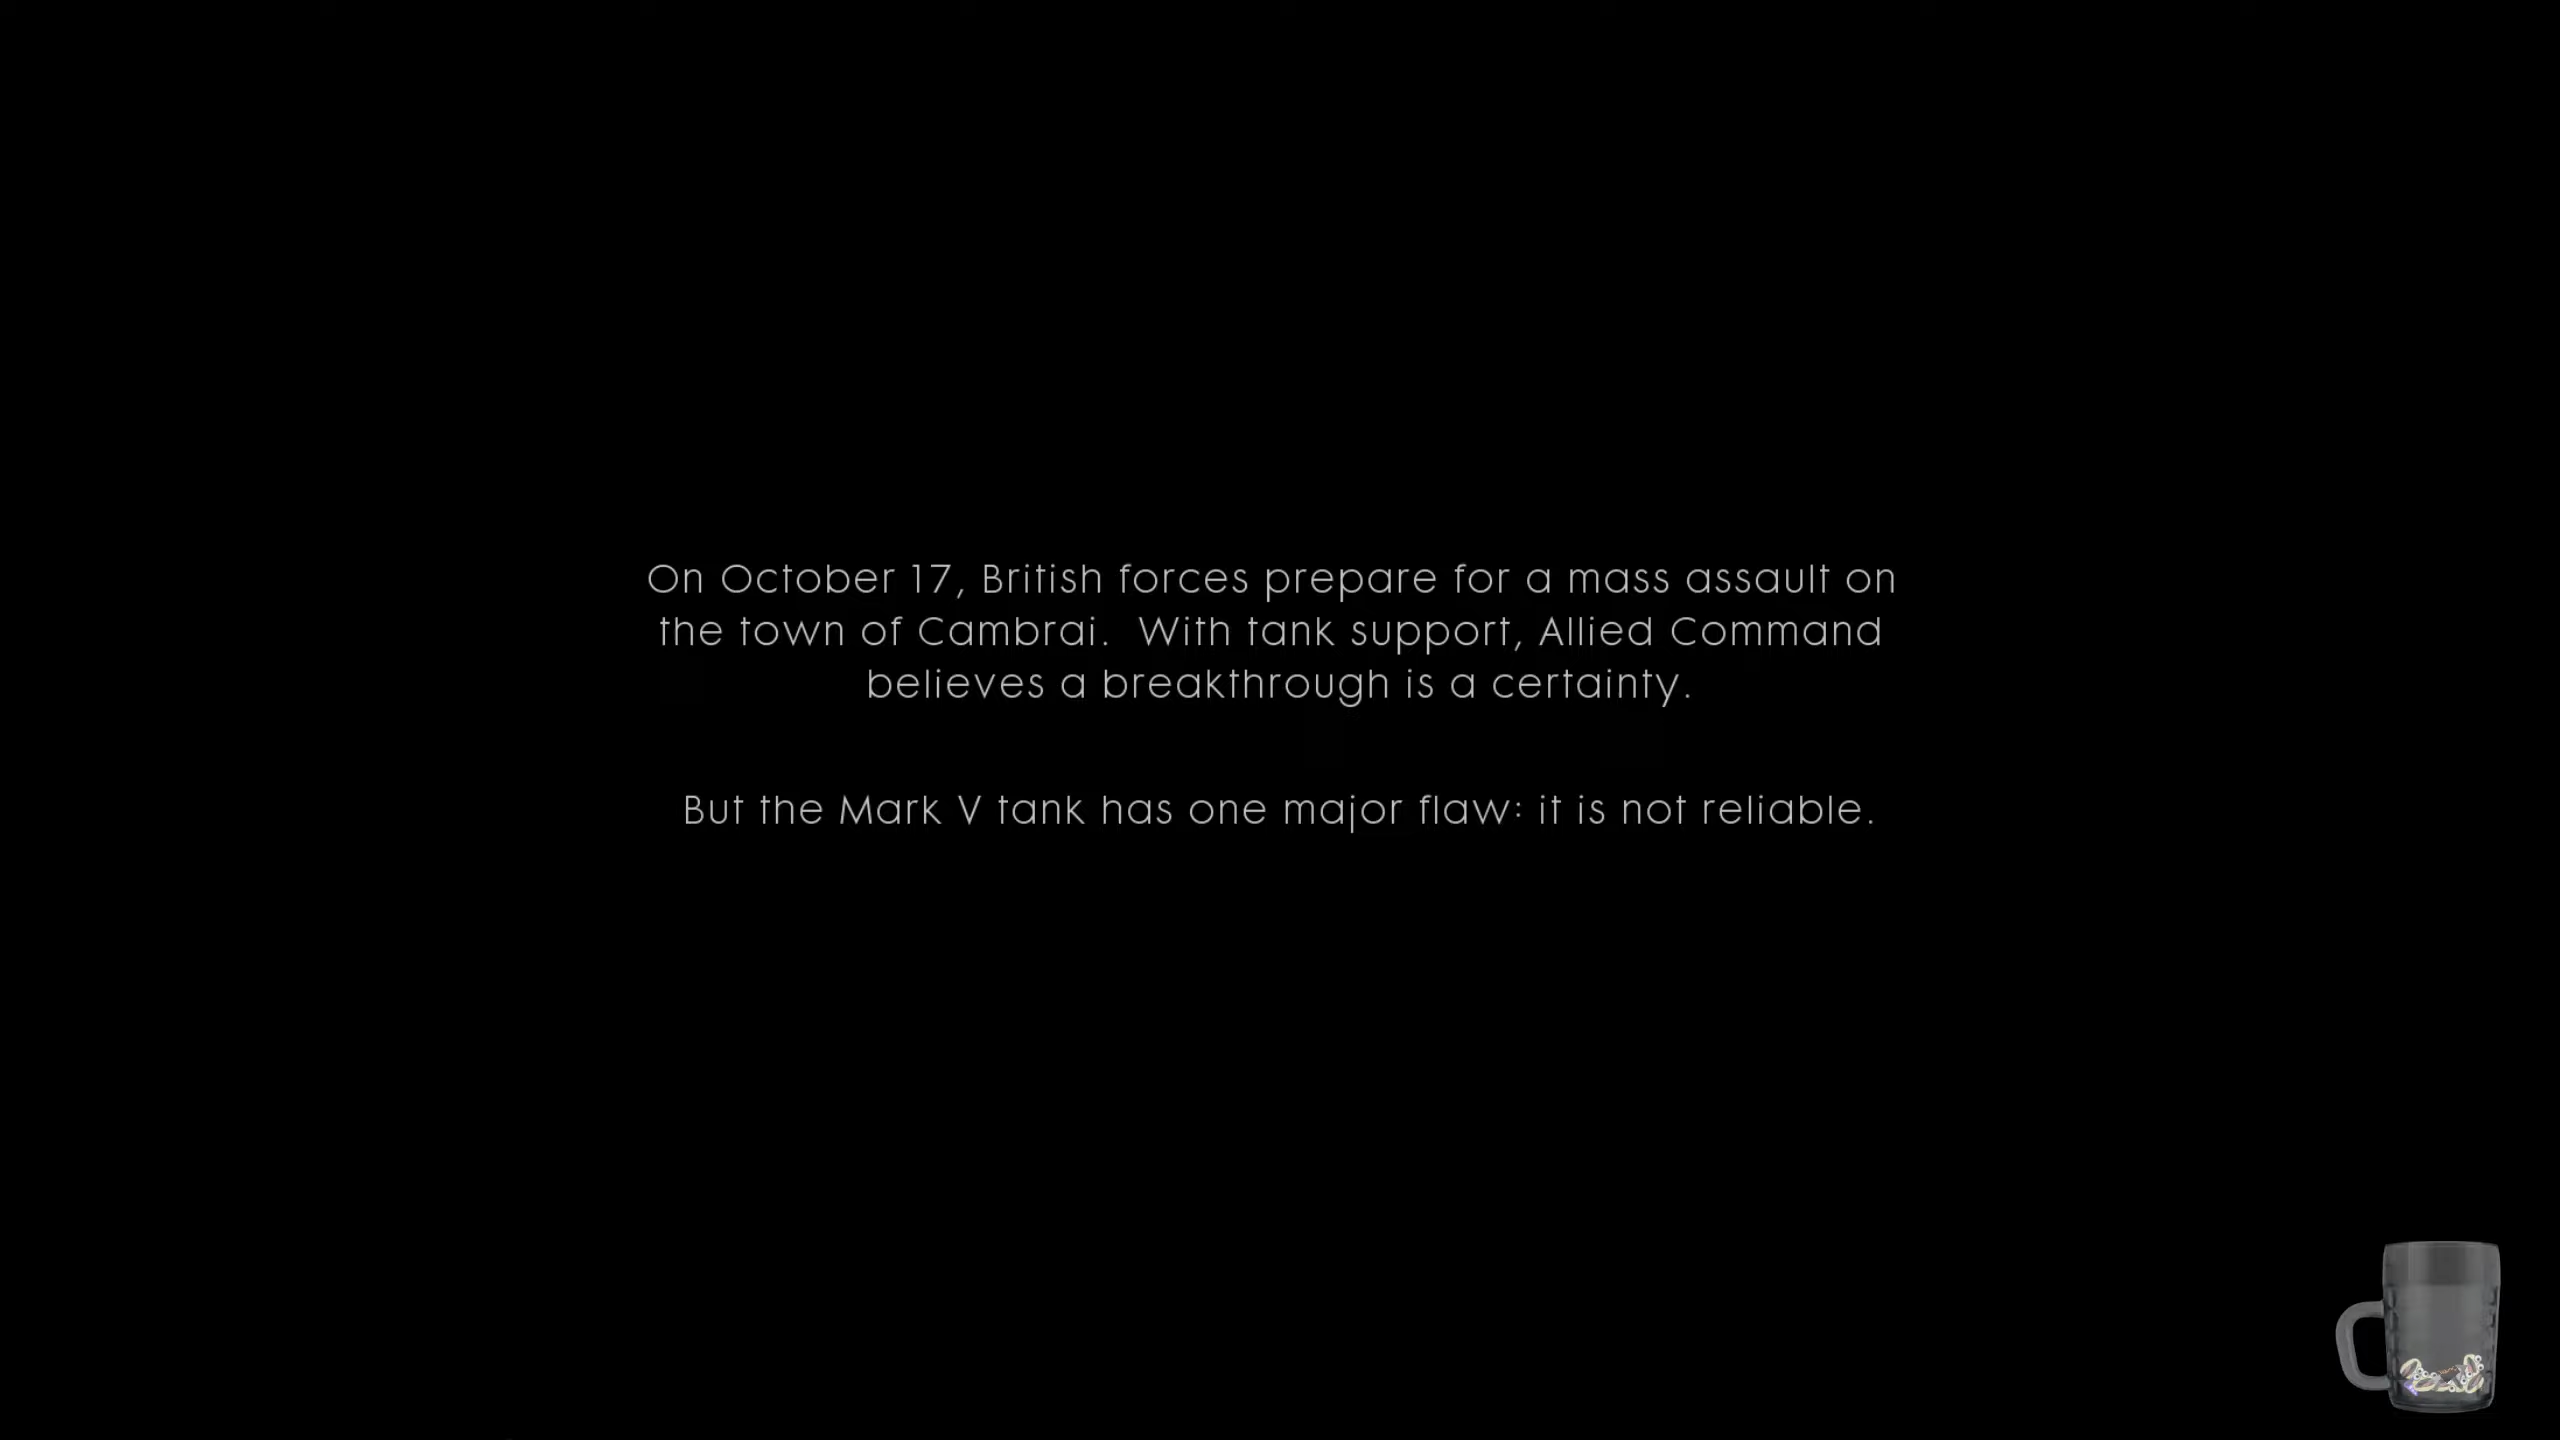 On October 17, British forces prepare for a mass assault on
the town of Cambrai.  With tank support, Allied Command
believes a breakthrough is a certainty.
But the Mark V tank has one major flaw: it is not reliable.